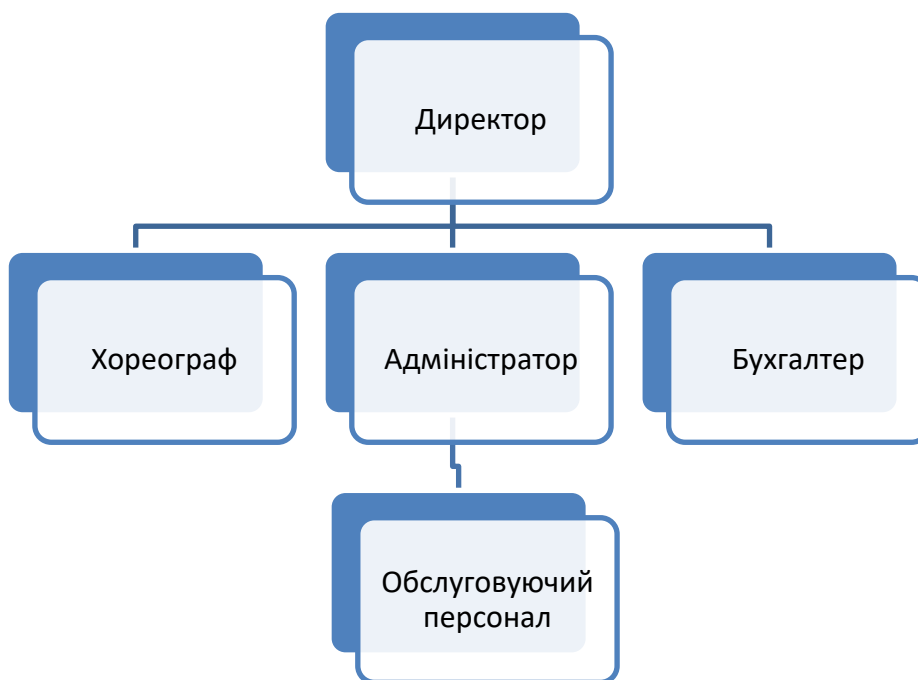 Директор
Хореограф
Адміністратор
Бухгалтер
Обслуговуючий
персонал